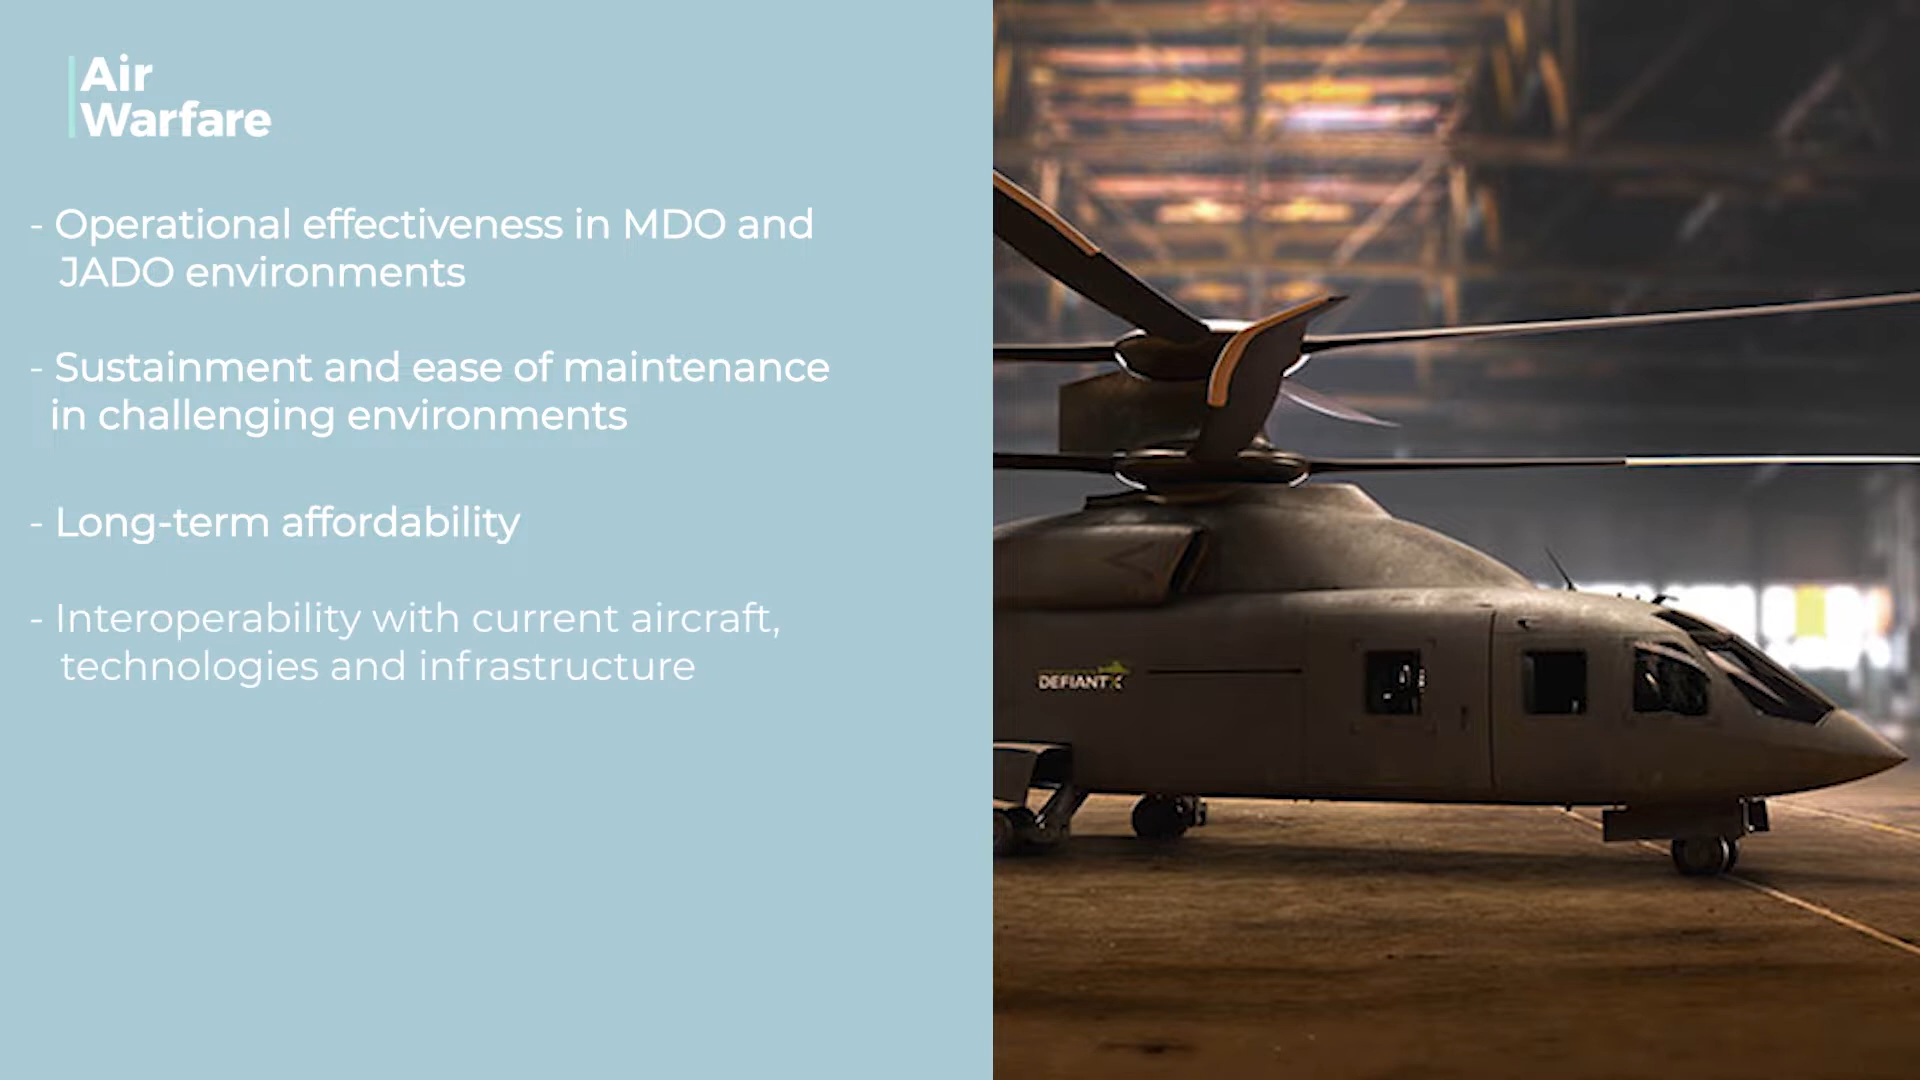 Air
Warfare
- Operational effectiveness in MDO and
JADO environments
- Sustainment and ease of maintenance
in challenging environments
- Long-term affordability
- Interoperability with current aircraft,
technologies and infrastructure
DEFIANT X